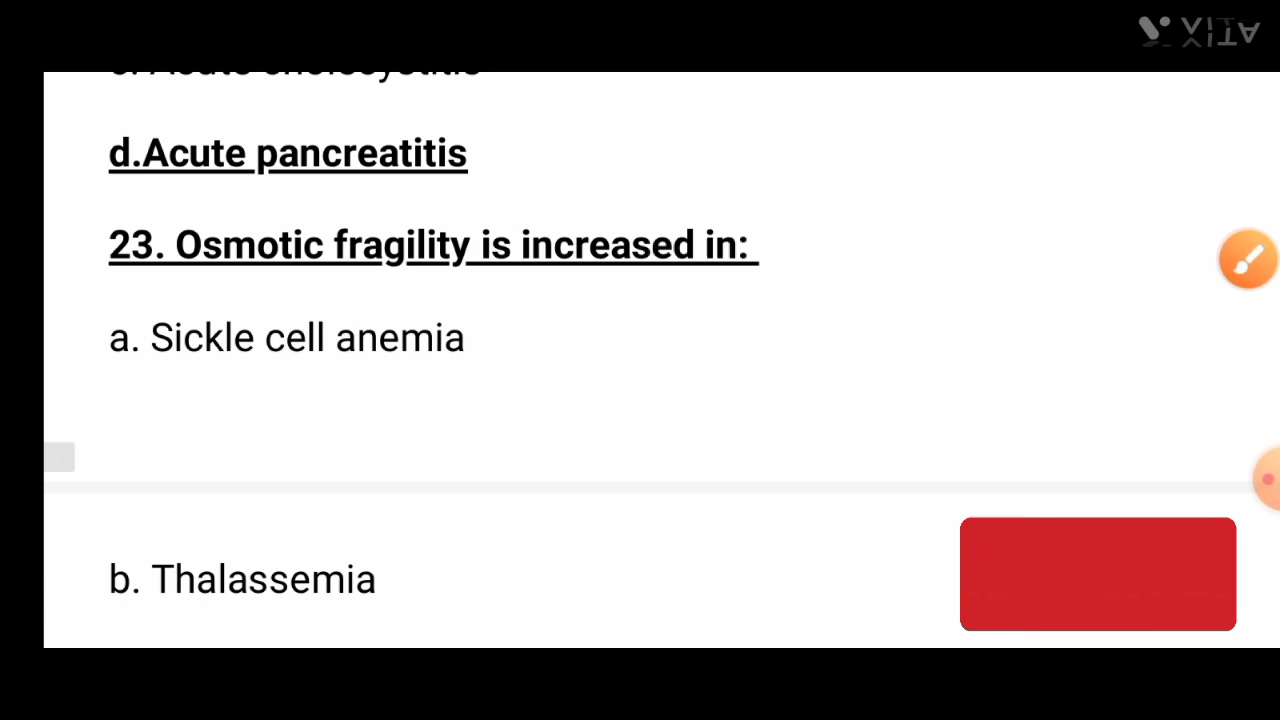 d.Acute pancreatitis
23. Osmotic fragility is increased in:
a. Sickle cell anemia
b. Thalassemia